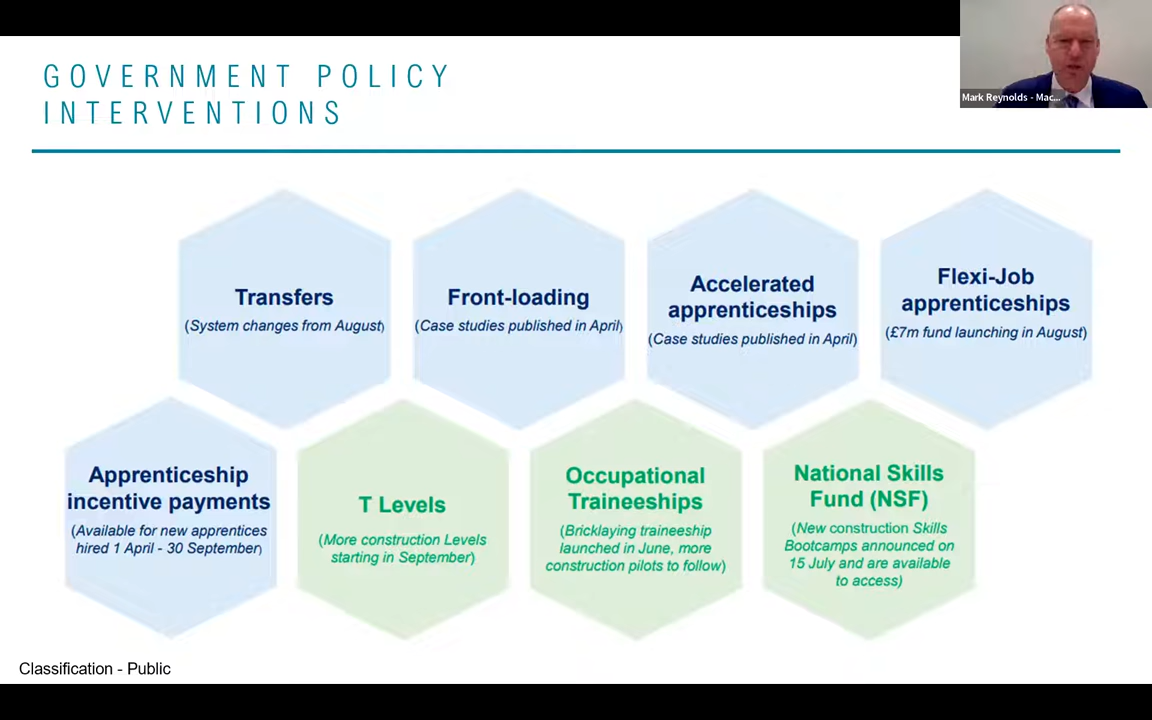 GOVERNMENT POLICY
INTERVENTIONS
Mark Reynolds - Mac...
Transfers
(System changes from August)
Front-loading
(Case studies published in April)
Accelerated
apprenticeships
(Case studies published in April)
Flexi-Job
apprenticeships
(£7m fund launching in August)
Apprenticeship
incentive payments
(Available for new apprentices
hired 1 April - 30 September)
T Levels
(More construction Levels
starting in September)
Occupational
Traineeships
(Bricklaying traineeship
launched in June, more
construction pilots to follow)
National Skills
Fund (NSF)
(New construction Skills
Bootcamps announced on
15 July and are available
to access)
Classification - Public